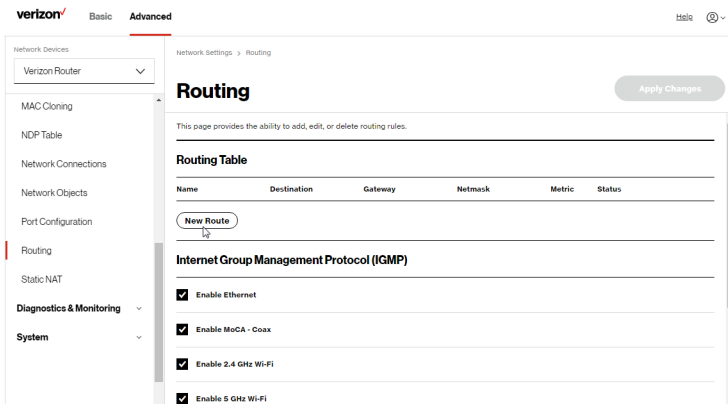 verizon Basic Advanced Help
Network Devices
Verizon Router
MAC Cloning
NDP Table
Network Connections
Network Objects
Port Configuration
Routing
Static NAT
Diagnostics & Monitoring
System
Network Settings > Routing
Routing
Apply Changes
This page provides the ability to add, edit, or delete routing rules.
Routing Table
Name Destination Gateway Netmask Metric Status
New Route
Internet Group Management Protocol (IGMP)
Enable Ethernet
Enable MoCA - Coax
Enable 2.4 GHz Wi-Fi
Enable 5 GHz Wi-Fi